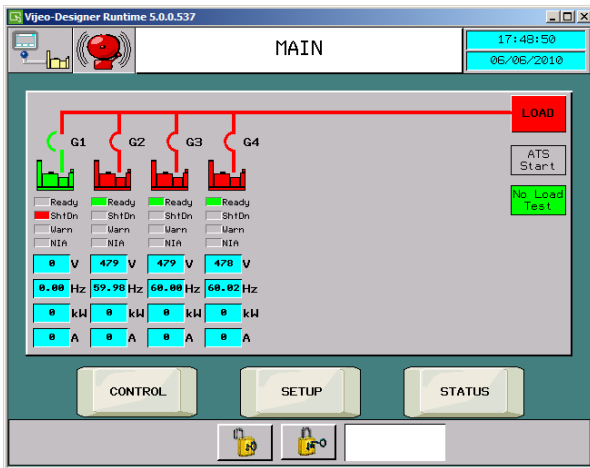 Vijeo-Designer Runtime 5.0.0.537
MAIN
17:48:50
06/06/2010
LOAD
G1 G2 G3 G4
ATS
Start
No Load
Test
Ready Ready Ready Ready
ShtDn ShtDn ShtDn ShtDn
Warn Warn Warn Warn
NIA NIA NIA NIA
0 V 479 V 479 V 478 V
0.00 Hz 59.98 Hz 60.00 Hz 60.02 Hz
0 kW 0 kW 0 kW 0 kW
0 A 0 A 0 A 0 A
CONTROL SETUP STATUS